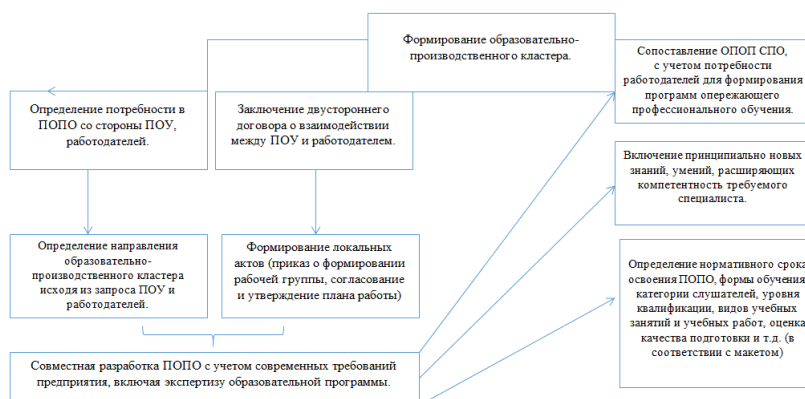 Формирование образовательно-
производственного кластера.
Определение потребности в
ПОПО со стороны ПОУ,
работодателей.
Заключение двустороннего
договора о взаимодействии
между ПОУ и работодателем.
Сопоставление ОПОП СПО,
с учетом потребности
работодателей для формирования
программ опережающего
профессионального обучения.
Включение принципиально новых
знаний, умений, расширяющих
компетентность требуемого
специалиста.
Определение направления
образовательно-
производственного кластера
исходя из запроса ПОУ и
работодателей.
Формирование локальных
актов (приказ о формировании
рабочей группы, согласование
и утверждение плана работы)
Определение нормативного срока
освоения ПОПО, формы обучения
категории слушателей, уровня
квалификации, видов учебных
занятий и учебных работ, оценка
качества подготовки и т.д. (в
соответствии с макетом)
Совместная разработка ПОПО с учетом современных требований
предприятия, включая экспертизу образовательной программы.